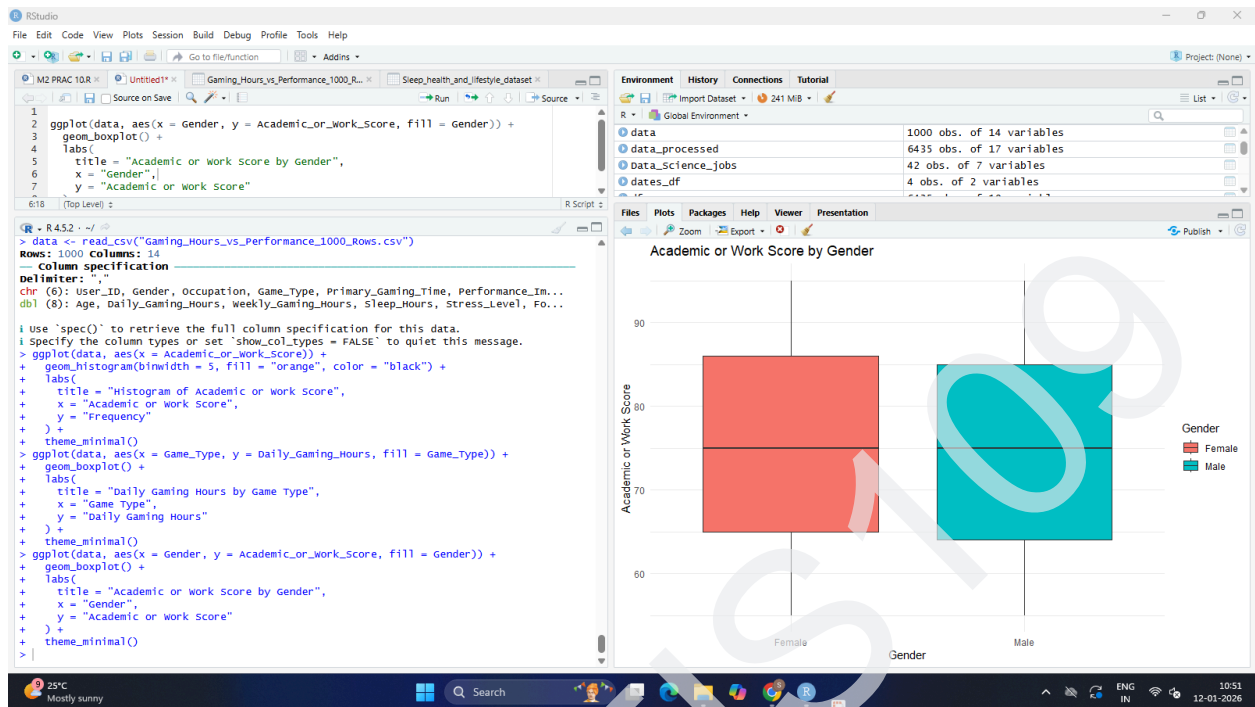 RStudio
File Edit Code View Plots Session Build Debug Profile Tools Help
Go to file/function Addins Project: (None)
M2 PRAC 10.R Untitled1* Gaming_Hours_vs_Performance_1000_R... Sleep_health_and_lifestyle_dataset
Source on Save Run Source
1
2 ggplot(data, aes(x = Gender, y = Academic_or_Work_Score, fill = Gender)) +
3 geom_boxplot() +
4 labs(
5 title = "Academic or Work Score by Gender",
6 x = "Gender",
7 y = "Academic or Work Score"
6:18 (Top Level) R Script
R 4.5.2 · ~/
> data <- read_csv("Gaming_Hours_vs_Performance_1000_Rows.csv")
Rows: 1000 Columns: 14
── Column specification ──
Delimiter: ","
chr (6): User_ID, Gender, Occupation, Game_Type, Primary_Gaming_Time, Performance_Im...
dbl (8): Age, Daily_Gaming_Hours, Weekly_Gaming_Hours, Sleep_Hours, Stress_Level, Fo...
i Use `spec()` to retrieve the full column specification for this data.
i Specify the column types or set `show_col_types = FALSE` to quiet this message.
> ggplot(data, aes(x = Academic_or_Work_Score)) +
+ geom_histogram(binwidth = 5, fill = "orange", color = "black") +
+ labs(
+ title = "Histogram of Academic or Work Score",
+ x = "Academic or Work Score",
+ y = "Frequency"
+ ) +
+ theme_minimal()
> ggplot(data, aes(x = Game_Type, y = Daily_Gaming_Hours, fill = Game_Type)) +
+ geom_boxplot() +
+ labs(
+ title = "Daily Gaming Hours by Game Type",
+ x = "Game Type",
+ y = "Daily Gaming Hours"
+ ) +
+ theme_minimal()
> ggplot(data, aes(x = Gender, y = Academic_or_Work_Score, fill = Gender)) +
+ geom_boxplot() +
+ labs(
+ title = "Academic or Work Score by Gender",
+ x = "Gender",
+ y = "Academic or Work Score"
+ ) +
+ theme_minimal()
>
Environment History Connections Tutorial
Import Dataset 241 MiB List
R Global Environment
data 1000 obs. of 14 variables
data_processed 6435 obs. of 17 variables
Data_Science_jobs 42 obs. of 7 variables
dates_df 4 obs. of 2 variables
Files Plots Packages Help Viewer Presentation
Zoom Export Publish
Academic or Work Score by Gender
90
80
70
60
Academic or Work Score
Female Male
Gender
Gender
Female
Male
S109
9
25°C
Mostly sunny
Search
ENG
IN
10:51
12-01-2026